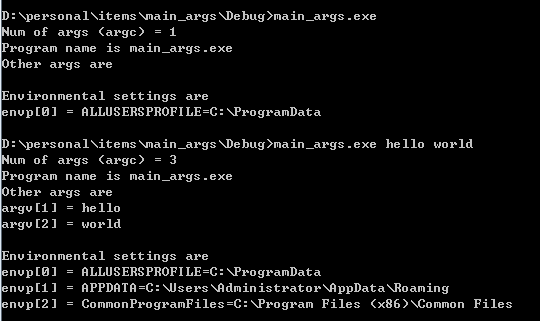 D:\personal\items\main_args\Debug>main_args.exe
Num of args (argc) = 1
Program name is main_args.exe
Other args are
Environmental settings are
envp[0] = ALLUSERSPROFILE=C:\ProgramData
D:\personal\items\main_args\Debug>main_args.exe hello world
Num of args (argc) = 3
Program name is main_args.exe
Other args are
argv[1] = hello
argv[2] = world
Environmental settings are
envp[0] = ALLUSERSPROFILE=C:\ProgramData
envp[1] = APPDATA=C:\Users\Administrator\AppData\Roaming
envp[2] = CommonProgramFiles=C:\Program Files (x86)\Common Files